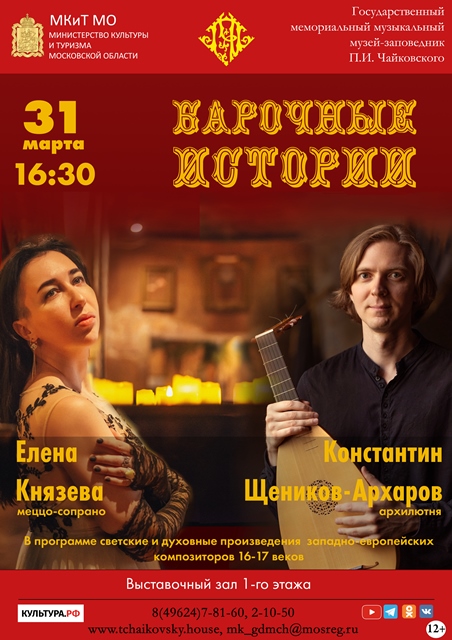 МКиТ МО
МИНИСТЕРСТВО КУЛЬТУРЫ
И ТУРИЗМА
МОСКОВСКОЙ ОБЛАСТИ
Государственный
мемориальный музыкальный
музей-заповедник
П.И. Чайковского
31
марта
16:30
БАРОЧНЫЕ
ИСТОРИИ
Елена
Князева
меццо-сопрано
Константин
Щеников-Архаров
архилютня
В программе светские и духовные произведения западно-европейских
композиторов 16-17 веков
Выставочный зал 1-го этажа
КУЛЬТУРА.РФ
8(49624)7-81-60, 2-10-50
www.tchaikovsky.house, mk_gdmch@mosreg.ru
12+